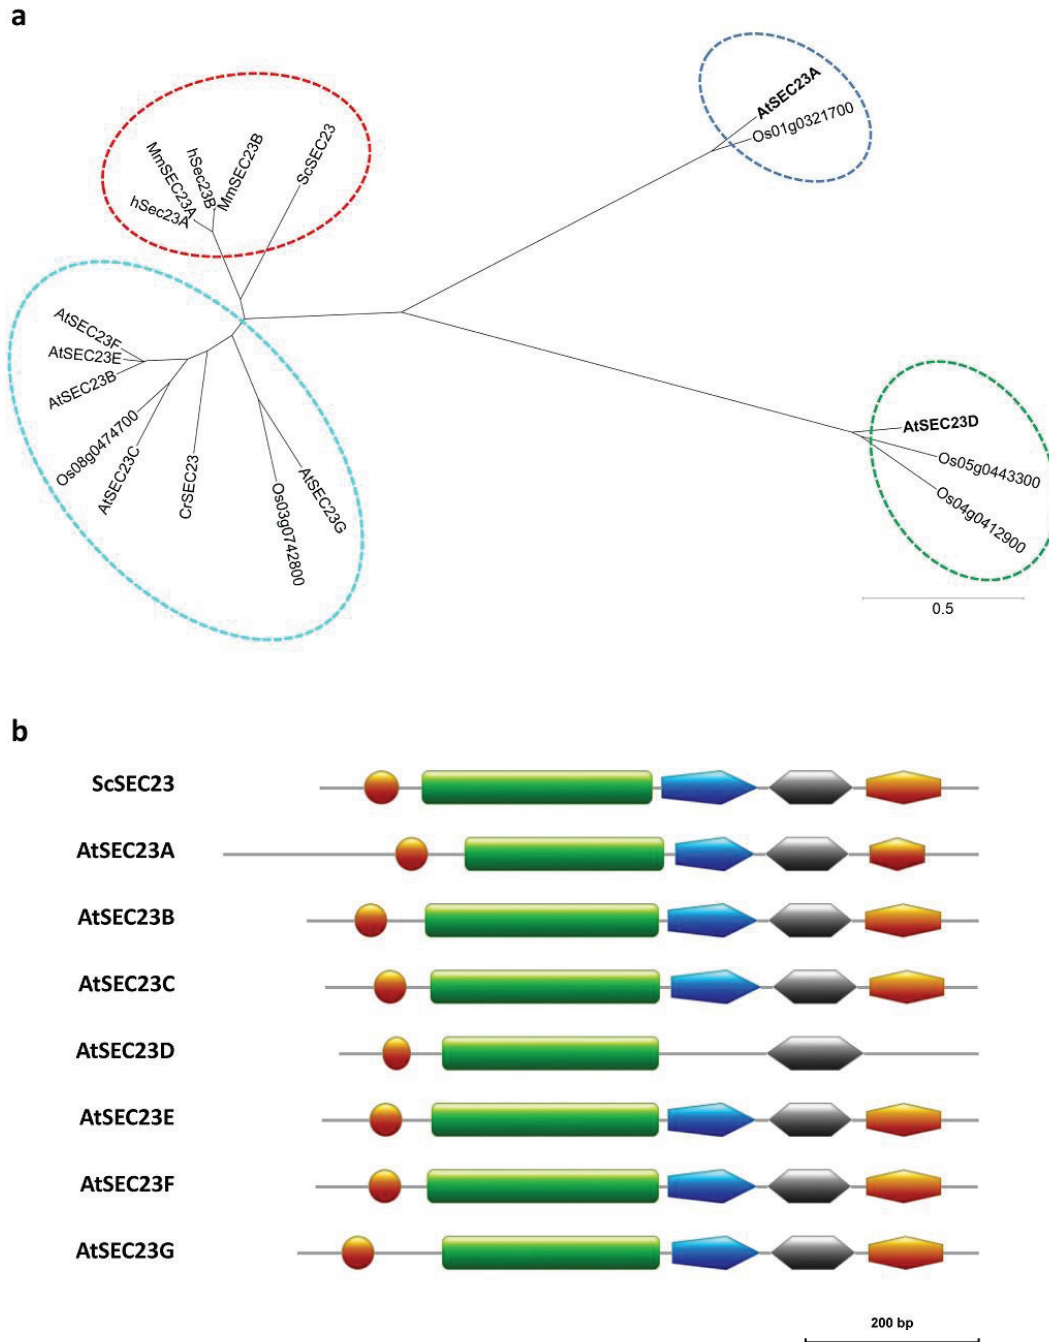 a
AtSEC23A
Os01g0321700
hSec23A
MmSEC23A
hSec23B
MmSEC23B
ScSEC23
AtSEC23F
AtSEC23E
AtSEC23B
Os08g0474700
AtSEC23C
CrSEC23
Os03g0742800
AtSEC23G
AtSEC23D
Os05g0443300
Os04g0412900
0.5
b
ScSEC23
AtSEC23A
AtSEC23B
AtSEC23C
AtSEC23D
AtSEC23E
AtSEC23F
AtSEC23G
200 bp